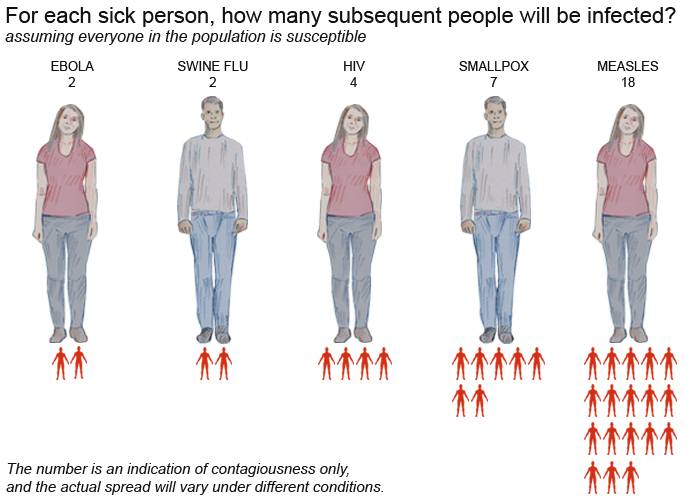 For each sick person, how many subsequent people will be infected?
assuming everyone in the population is susceptible
EBOLA
2
SWINE FLU
2
HIV
4
SMALLPOX
7
MEASLES
18
The number is an indication of contagiousness only,
and the actual spread will vary under different conditions.